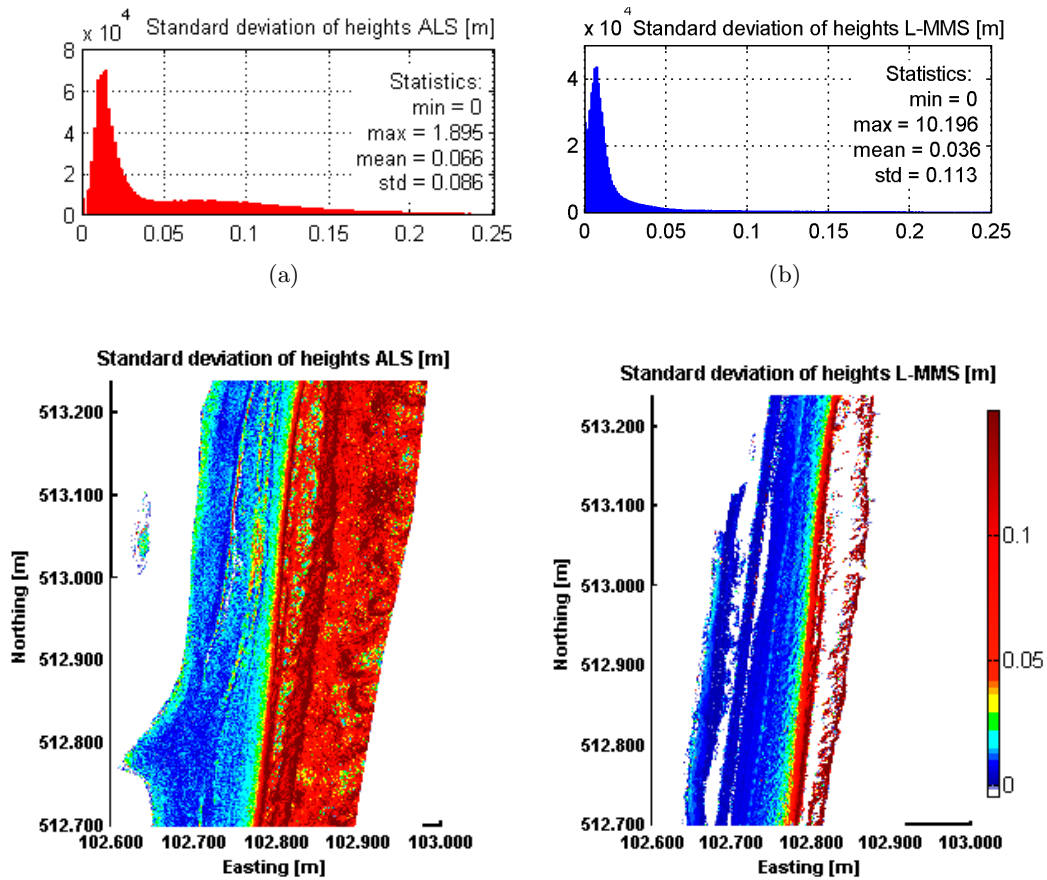 x 10^4 Standard deviation of heights ALS [m]
8
6
4
2
0
Statistics:
min = 0
max = 1.895
mean = 0.066
std = 0.086
0 0.05 0.1 0.15 0.2 0.25
(a)
x 10^4 Standard deviation of heights L-MMS [m]
4
2
0
Statistics:
min = 0
max = 10.196
mean = 0.036
std = 0.113
0 0.05 0.1 0.15 0.2 0.25
(b)
Standard deviation of heights ALS [m]
Northing [m]
513.200
513.100
513.000
512.900
512.800
512.700
102.600 102.700 102.800 102.900 103.000
Easting [m]
Standard deviation of heights L-MMS [m]
Northing [m]
513.200
513.100
513.000
512.900
512.800
512.700
102.600 102.700 102.800 102.900 103.000
Easting [m]
0.1
0.05
0